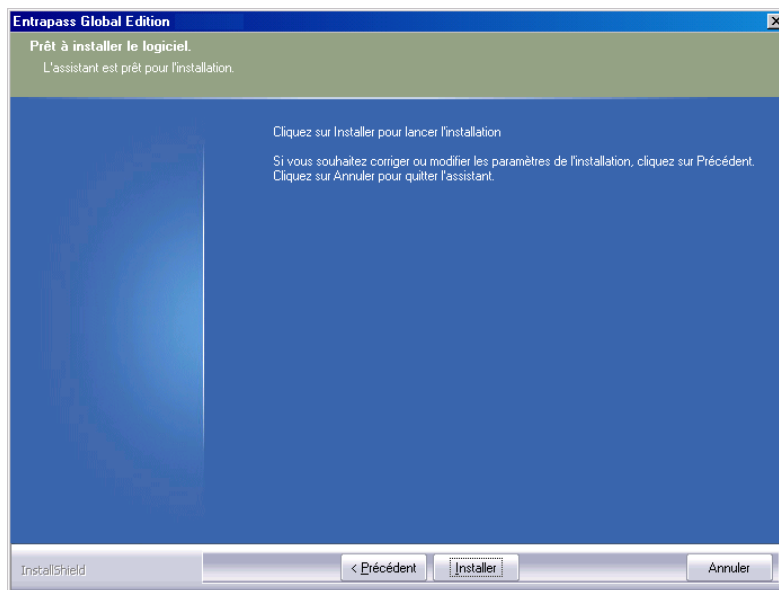 Entrapass Global Edition
Prêt à installer le logiciel.
L'assistant est prêt pour l'installation.
Cliquez sur Installer pour lancer l'installation
Si vous souhaitez corriger ou modifier les paramètres de l'installation, cliquez sur Précédent.
Cliquez sur Annuler pour quitter l'assistant.
InstallShield
< Précédent
Installer
Annuler